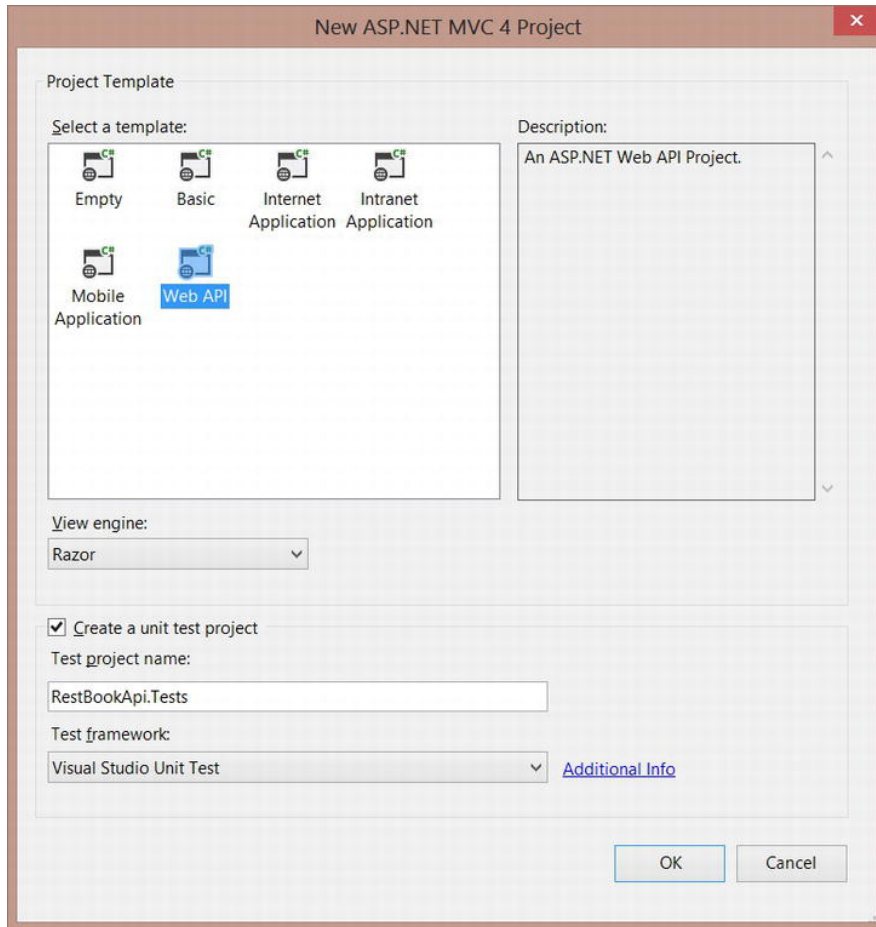 New ASP.NET MVC 4 Project
Project Template
Select a template:
Description:
C# C# C# C#
Empty Basic Internet Application Intranet Application
C# C#
Mobile Application Web API
An ASP.NET Web API Project.
View engine:
Razor
Create a unit test project
Test project name:
RestBookApi.Tests
Test framework:
Visual Studio Unit Test
Additional Info
OK Cancel